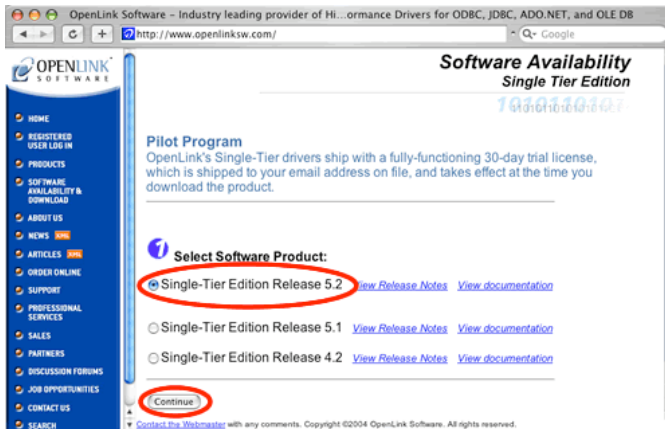 OpenLink Software – Industry leading provider of Hi...ormance Drivers for ODBC, JDBC, ADO.NET, and OLE DB
http://www.openlinksw.com/
Google
OPENLINK
SOFTWARE
HOME
REGISTERED
USER LOG IN
PRODUCTS
SOFTWARE
AVAILABILITY &
DOWNLOAD
ABOUT US
NEWS XML
ARTICLES XML
ORDER ONLINE
SUPPORT
PROFESSIONAL
SERVICES
SALES
PARTNERS
DISCUSSION FORUMS
JOB OPPORTUNITIES
CONTACT US
SEARCH
Software Availability
Single Tier Edition
Pilot Program
OpenLink's Single-Tier drivers ship with a fully-functioning 30-day trial license,
which is shipped to your email address on file, and takes effect at the time you
download the product.
1 Select Software Product:
Single-Tier Edition Release 5.2 View Release Notes View documentation
Single-Tier Edition Release 5.1 View Release Notes View documentation
Single-Tier Edition Release 4.2 View Release Notes View documentation
Continue
Contact the Webmaster with any comments. Copyright ©2004 OpenLink Software. All rights reserved.